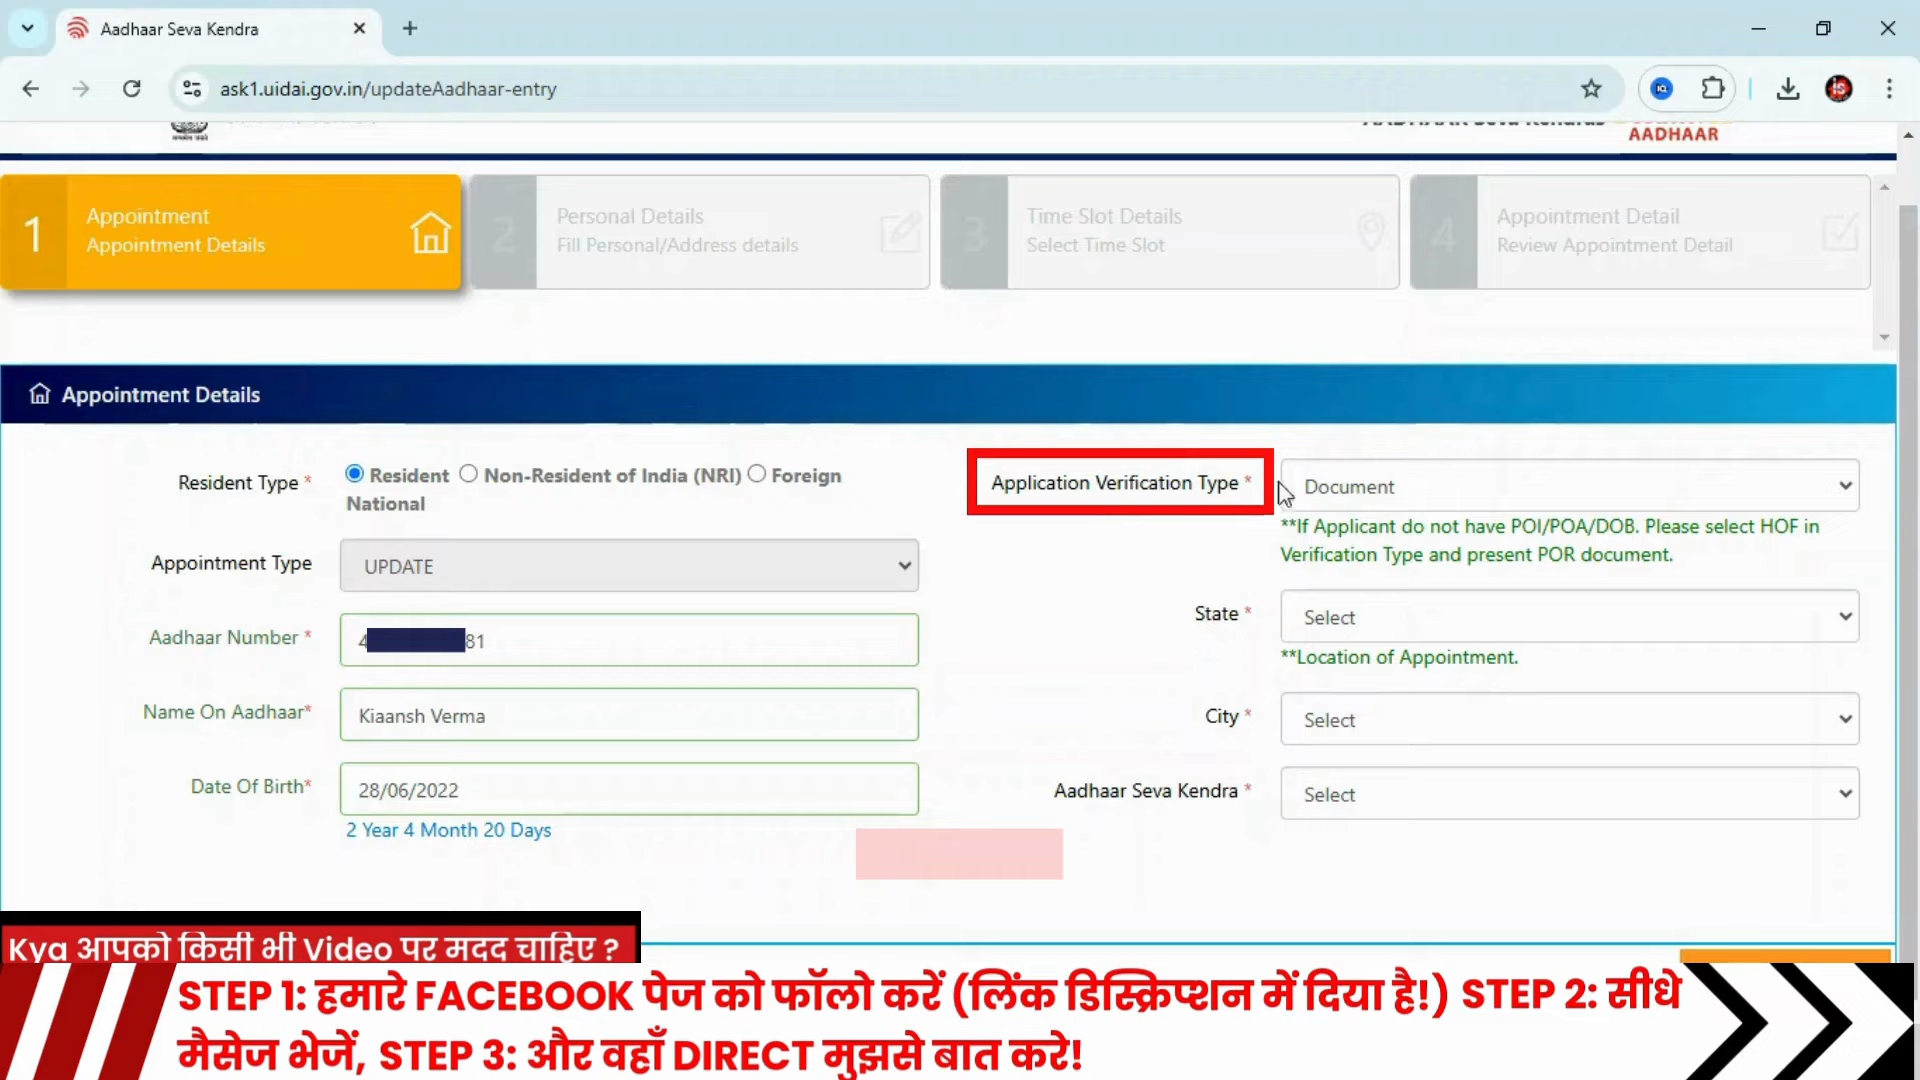 Aadhaar Seva Kendra
ask1.uidai.gov.in/updateAadhaar-entry
AADHAAR Seva Kendras
AADHAAR
1
Appointment
Appointment Details
2
Personal Details
Fill Personal/Address details
3
Time Slot Details
Select Time Slot
4
Appointment Detail
Review Appointment Detail
Appointment Details
Resident Type *
Resident Non-Resident of India (NRI) Foreign
National
Appointment Type
UPDATE
Aadhaar Number *
4 81
Name On Aadhaar*
Kiaansh Verma
Date Of Birth*
28/06/2022
2 Year 4 Month 20 Days
Application Verification Type *
Document
**If Applicant do not have POI/POA/DOB. Please select HOF in
Verification Type and present POR document.
State *
Select
**Location of Appointment.
City *
Select
Aadhaar Seva Kendra *
Select
Kya आपको किसी भी Video पर मदद चाहिए ?
STEP 1: हमारे FACEBOOK पेज को फॉलो करें (लिंक डिस्क्रिप्शन में दिया है!) STEP 2: सीधे
मैसेज भेजें, STEP 3: और वहाँ DIRECT मुझसे बात करे!